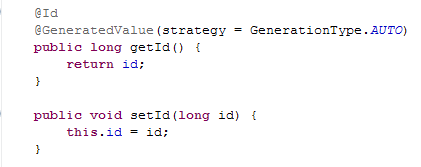 @Id
@GeneratedValue(strategy = GenerationType.AUTO)
public long getId() {
    return id;
}

public void setId(long id) {
    this.id = id;
}